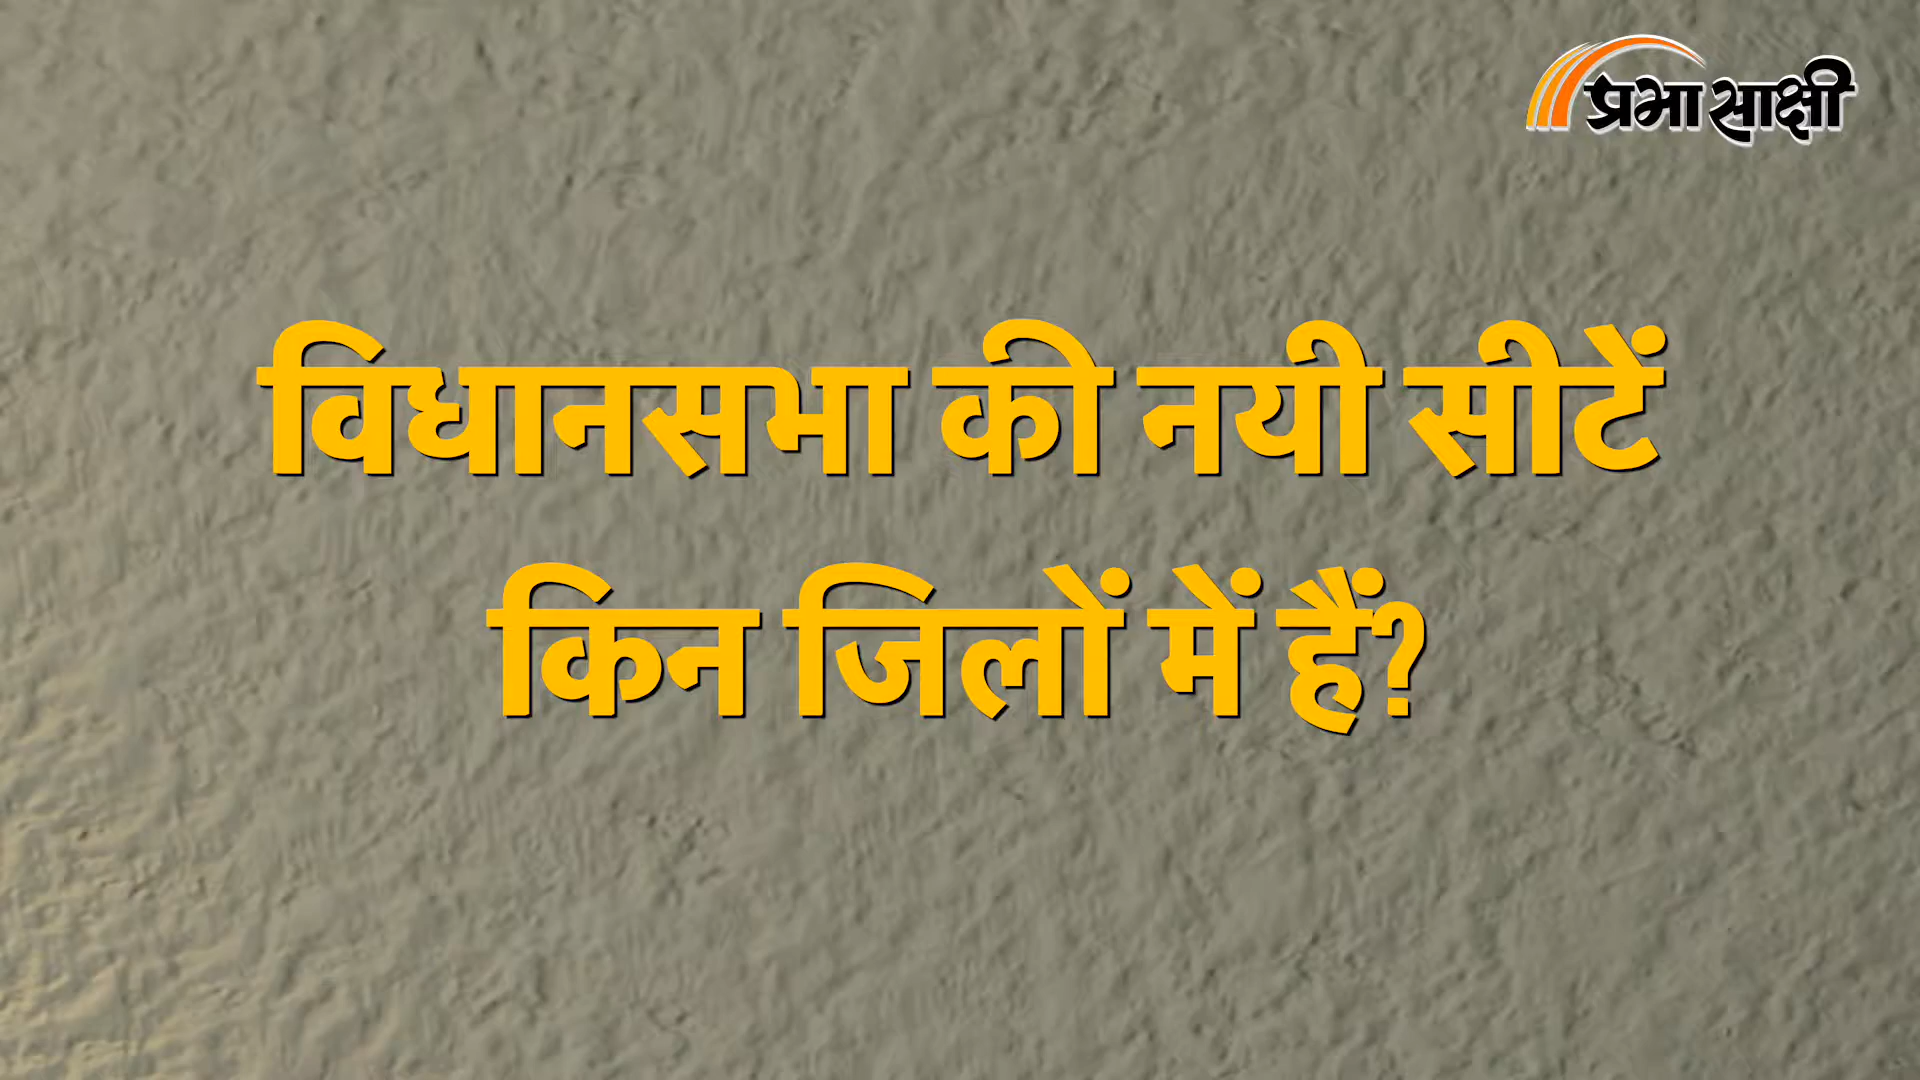 प्रभासाक्षी
विधानसभा की नयी सीटें
किन जिलों में हैं?